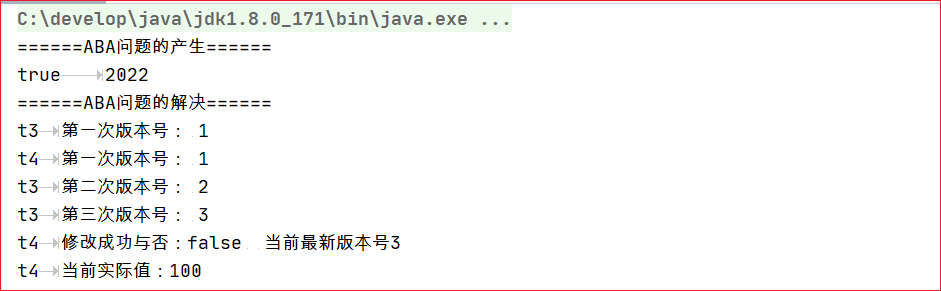 C:\develop\java\jdk1.8.0_171\bin\java.exe ...
======ABA问题的产生======
true	2022
======ABA问题的解决======
t3	第一次版本号： 1
t4	第一次版本号： 1
t3	第二次版本号： 2
t3	第三次版本号： 3
t4	修改成功与否：false  当前最新版本号3
t4	当前实际值：100